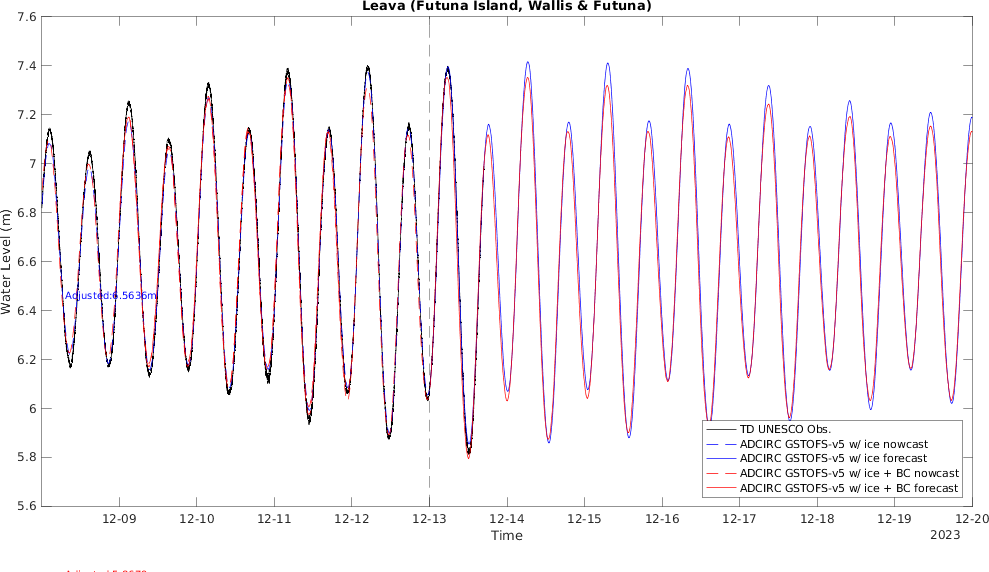 Leava (Futuna Island, Wallis & Futuna)
7.6
7.4
7.2
7
6.8
6.6
6.4
6.2
6
5.8
5.6
Water Level (m)
Adjusted:6.5636m
TD UNESCO Obs.
ADCIRC GSTOFS-v5 w/ ice nowcast
ADCIRC GSTOFS-v5 w/ ice forecast
ADCIRC GSTOFS-v5 w/ ice + BC nowcast
ADCIRC GSTOFS-v5 w/ ice + BC forecast
12-09 12-10 12-11 12-12 12-13 12-14 12-15 12-16 12-17 12-18 12-19 12-20
Time
2023